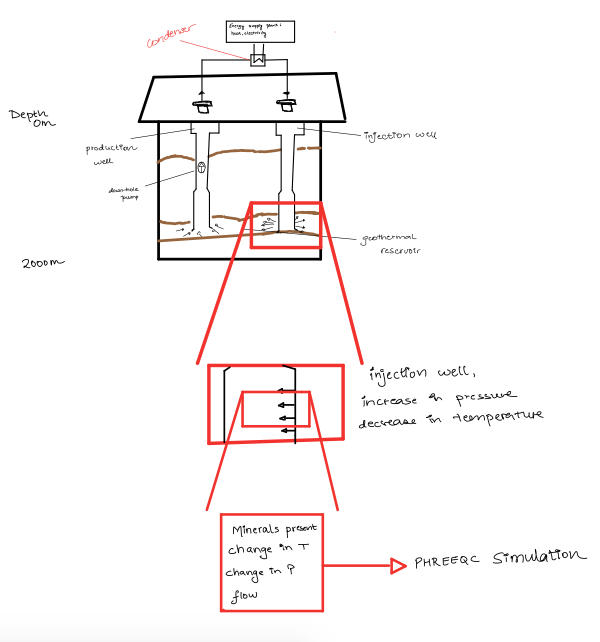 Energy supply plant:
heat, electricity
condenser
Depth
0m
production
well
injection well
down-hole
pump
geothermal
reservoir
2000m
injection well,
increase in pressure
decrease in temperature
Minerals present
change in T
change in P
flow
PHREEQC Simulation